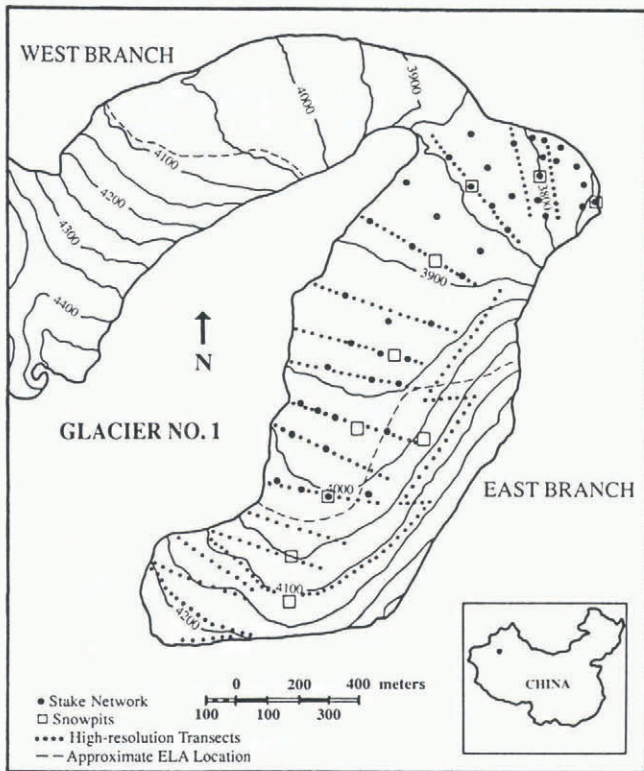 WEST BRANCH
3900
4000
4100
4200
4300
4400
3800
3900
N
GLACIER NO. 1
4000
EAST BRANCH
4100
4200
CHINA
0 200 400 meters
100 100 300
Stake Network
Snowpits
High-resolution Transects
Approximate ELA Location